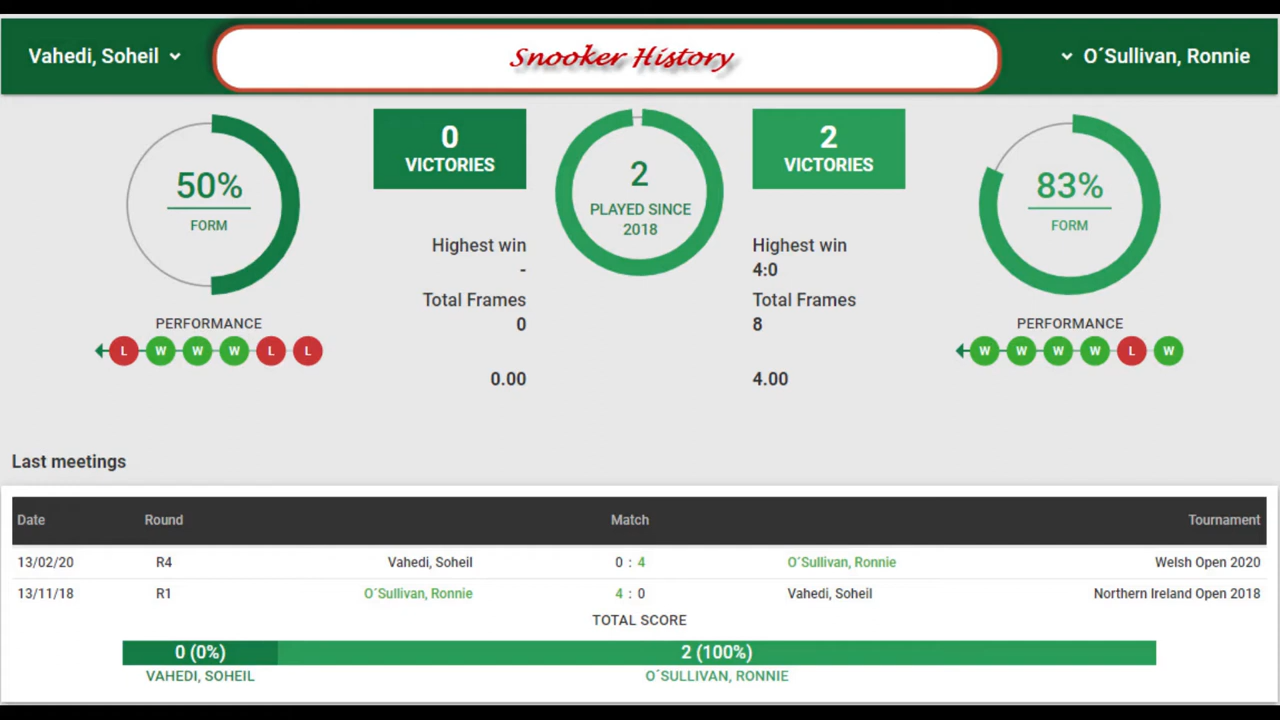 Vahedi, Soheil
Snooker History
O´Sullivan, Ronnie
50%
FORM
PERFORMANCE
L W W W L L
0
VICTORIES
Highest win
-
Total Frames
0
0.00
2
PLAYED SINCE
2018
2
VICTORIES
Highest win
4:0
Total Frames
8
4.00
83%
FORM
PERFORMANCE
W W W W L W
Last meetings
Date Round Match Tournament
13/02/20 R4 Vahedi, Soheil 0 : 4 O´Sullivan, Ronnie Welsh Open 2020
13/11/18 R1 O´Sullivan, Ronnie 4 : 0 Vahedi, Soheil Northern Ireland Open 2018
TOTAL SCORE
0 (0%) 2 (100%)
VAHEDI, SOHEIL O´SULLIVAN, RONNIE